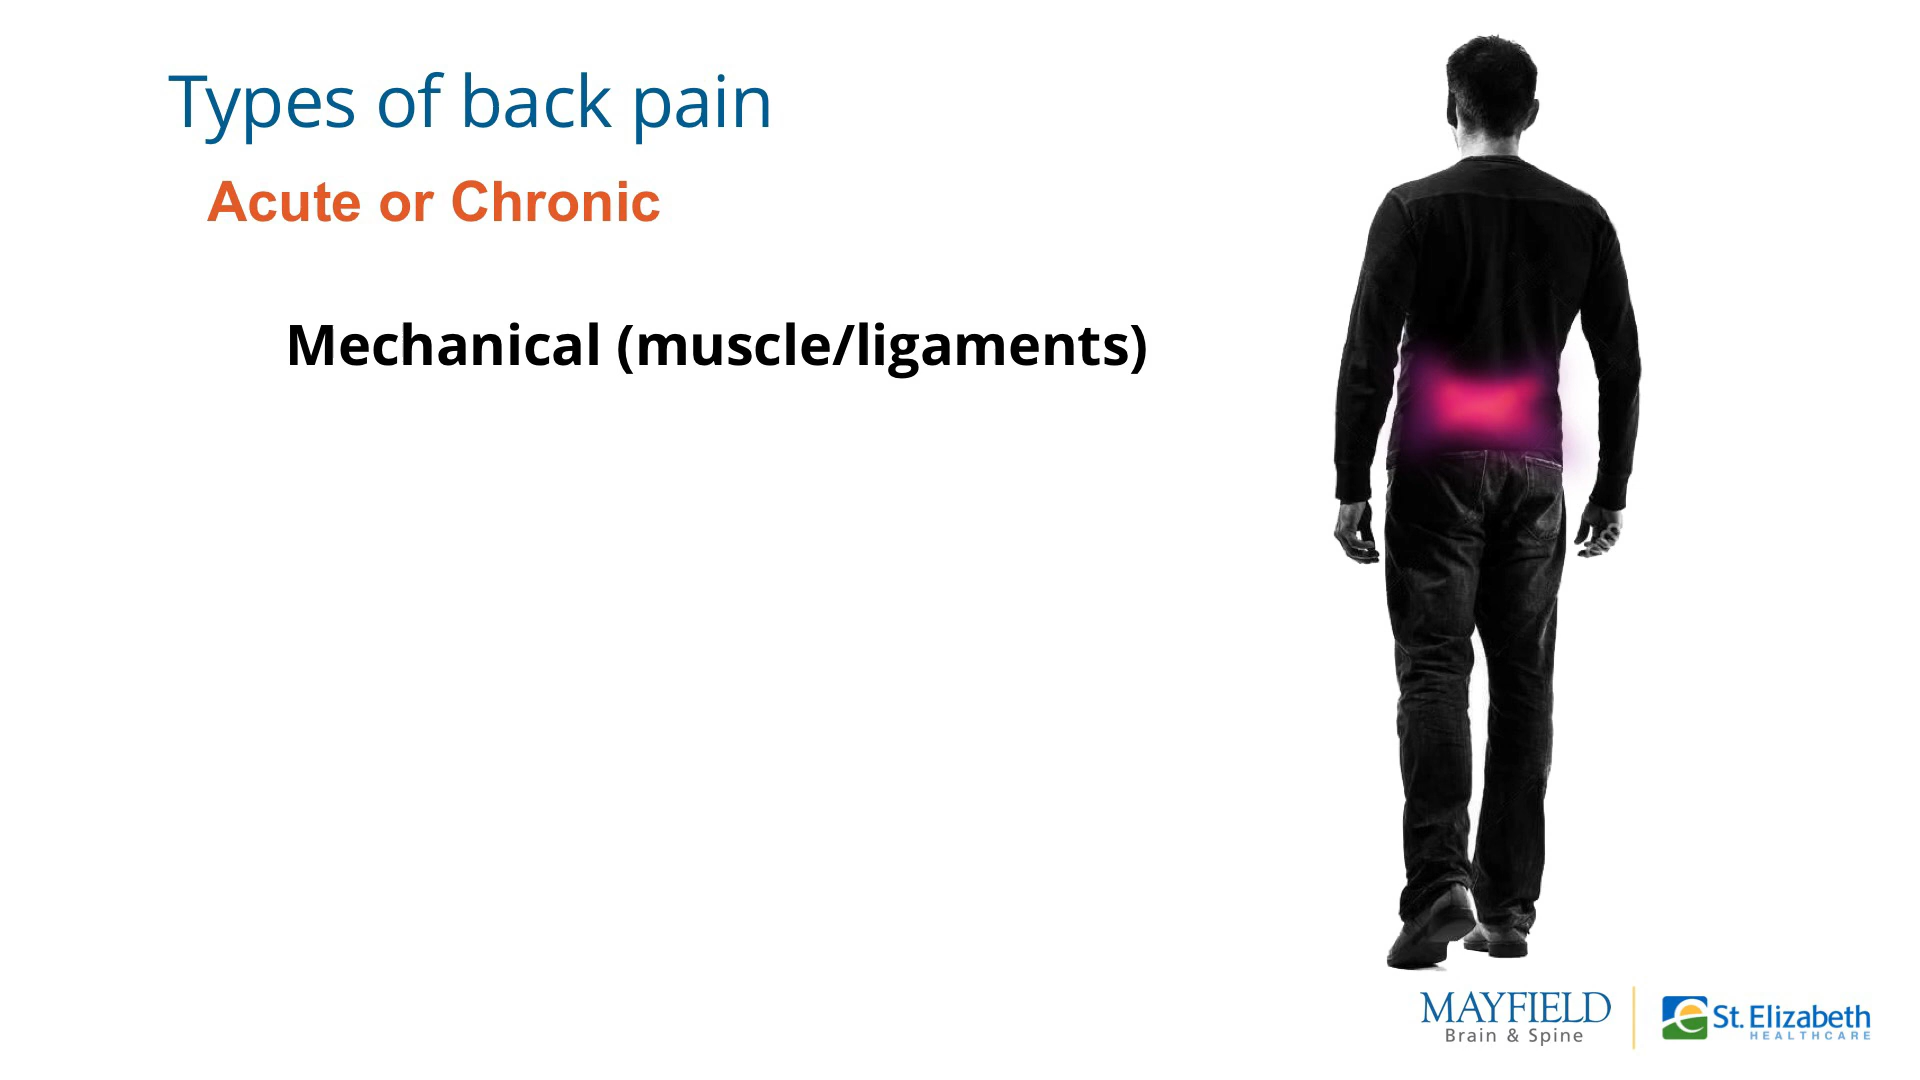 Types of back pain
Acute or Chronic
Mechanical (muscle/ligaments)
MAYFIELD
Brain & Spine
St. Elizabeth
HEALTHCARE